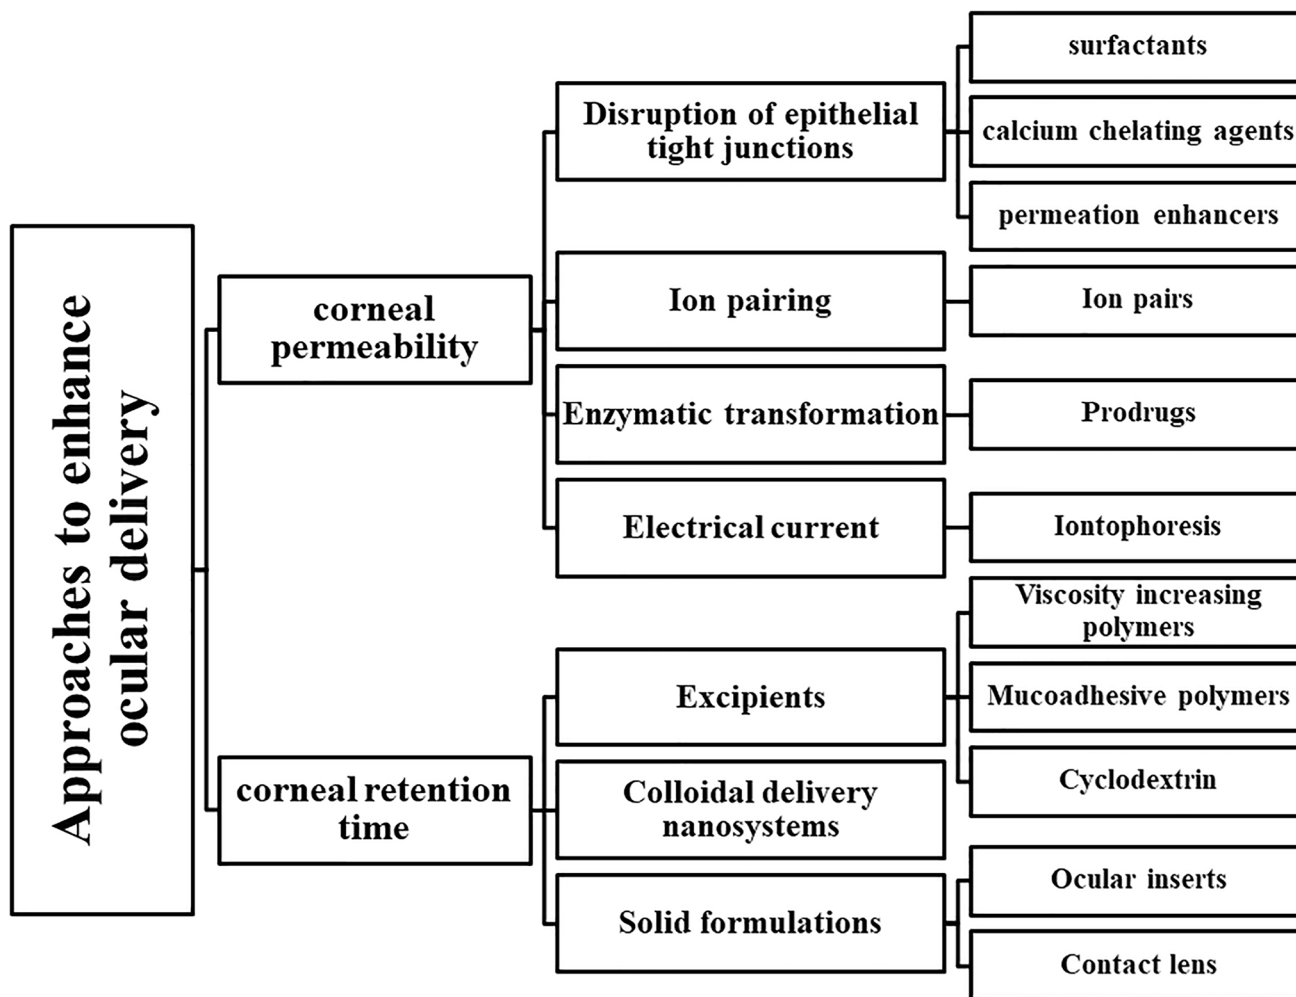 Approaches to enhance
ocular delivery
corneal
permeability
Disruption of epithelial
tight junctions
surfactants
calcium chelating agents
permeation enhancers
Ion pairing
Ion pairs
Enzymatic transformation
Prodrugs
Electrical current
Iontophoresis
corneal retention
time
Excipients
Viscosity increasing
polymers
Mucoadhesive polymers
Cyclodextrin
Colloidal delivery
nanosystems
Solid formulations
Ocular inserts
Contact lens